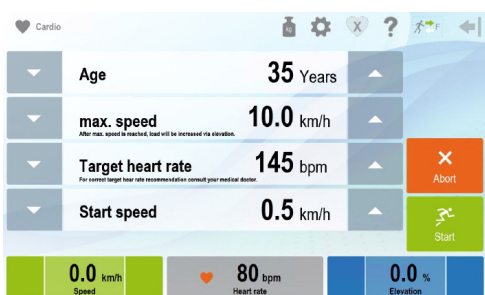 Cardio
kg
X
?
F
Age 35 Years
max. speed 10.0 km/h
After max. speed is reached, load will be increased via elevation.
Target heart rate 145 bpm
For correct target hear rate recommendation consult your medical doctor.
Abort
Start speed 0.5 km/h
Start
0.0 km/h 80 bpm 0.0 %
Speed Heart rate Elevation